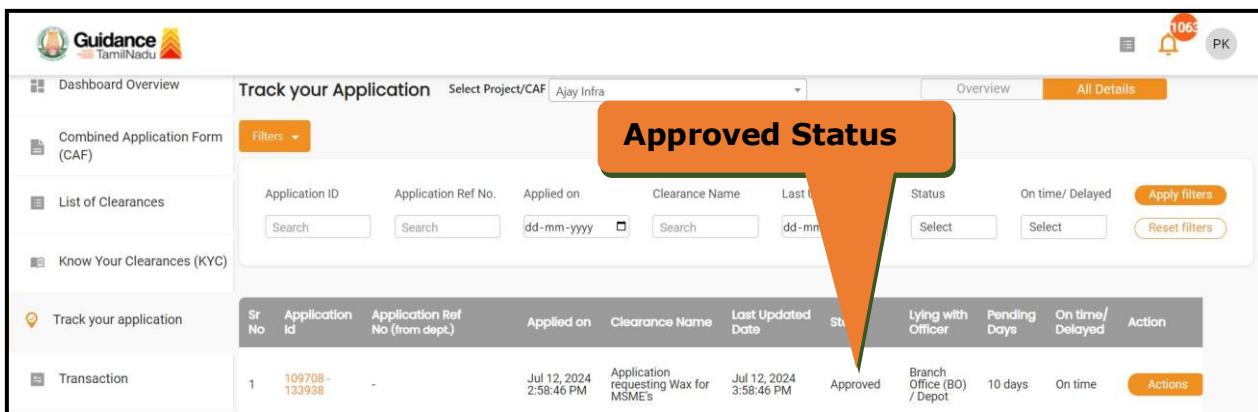 Guidance
TamilNadu
1063
PK
Dashboard Overview
Combined Application Form
(CAF)
List of Clearances
Know Your Clearances (KYC)
Track your application
Transaction
Track your Application
Select Project/CAF
Ajay Infra
Overview
All Details
Filters
Approved Status
Application ID
Application Ref No.
Applied on
Clearance Name
Last
Status
On time/ Delayed
Apply filters
Search
Search
dd-mm-yyyy
Search
Select
Select
Reset filters
Sr
No
Application
Id
Application Ref
No (from dept.)
Applied on
Clearance Name
Last Updated
Date
Lying with
Officer
Pending
Days
On time/
Delayed
Action
1
109708 -
133938
-
Jul 12, 2024
2:58:46 PM
Application
requesting Wax for
MSME's
Jul 12, 2024
3:58:46 PM
Approved
Branch
Office (BO)
/ Depot
10 days
On time
Actions